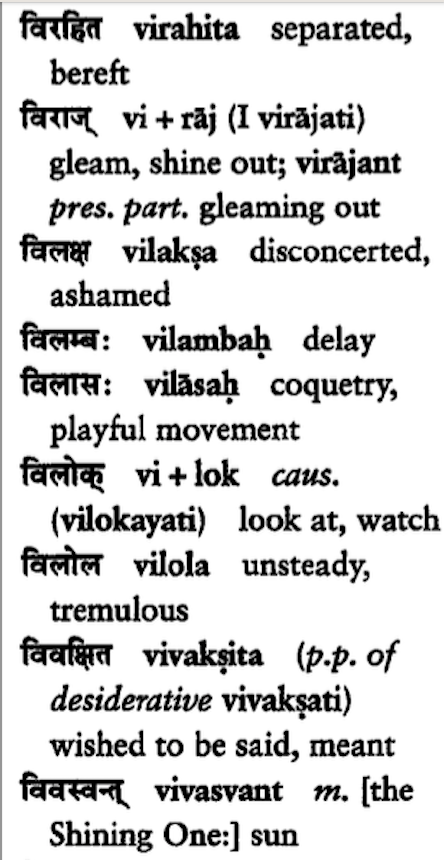 विरहित virahita separated,
bereft
विराज् vi + rāj (I virājati)
gleam, shine out; virājant
pres. part. gleaming out
विलक्ष vilakṣa disconcerted,
ashamed
विलम्बः vilambaḥ delay
विलासः vilāsaḥ coquetry,
playful movement
विलोक् vi + lok caus.
(vilokayati) look at, watch
विलोल vilola unsteady,
tremulous
विवक्षित vivakṣita (p.p. of
desiderative vivakṣati)
wished to be said, meant
विवस्वन्त् vivasvant m. [the
Shining One:] sun